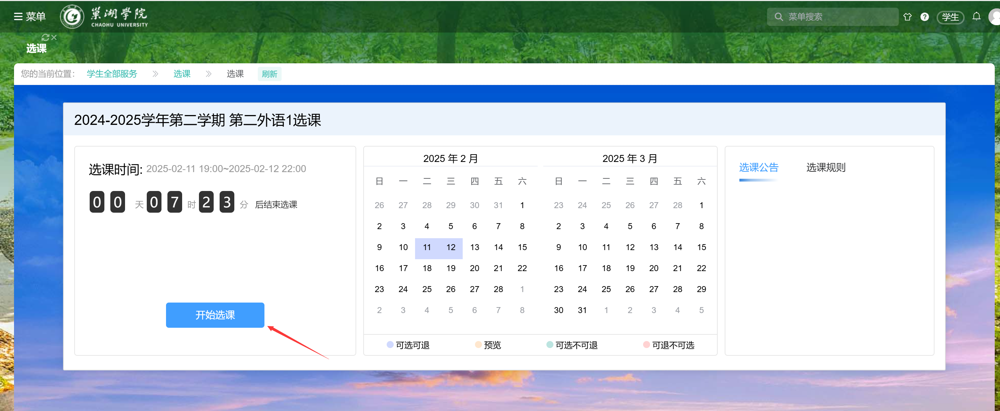 菜单
巢湖学院
CHAOHU UNIVERSITY
菜单搜索
学生
选课
您的当前位置： 学生全部服务 选课 选课 刷新
2024-2025学年第二学期 第二外语1选课
选课时间: 2025-02-11 19:00~2025-02-12 22:00
00 天 07 时 23 分 后结束选课
开始选课
2025 年 2 月
日 一 二 三 四 五 六
26 27 28 29 30 31 1
2 3 4 5 6 7 8
9 10 11 12 13 14 15
16 17 18 19 20 21 22
23 24 25 26 27 28 1
2 3 4 5 6 7 8
2025 年 3 月
日 一 二 三 四 五 六
23 24 25 26 27 28 1
2 3 4 5 6 7 8
9 10 11 12 13 14 15
16 17 18 19 20 21 22
23 24 25 26 27 28 29
30 31 1 2 3 4 5
可选可退 预览 可选不可退 可退不可选
选课公告 选课规则